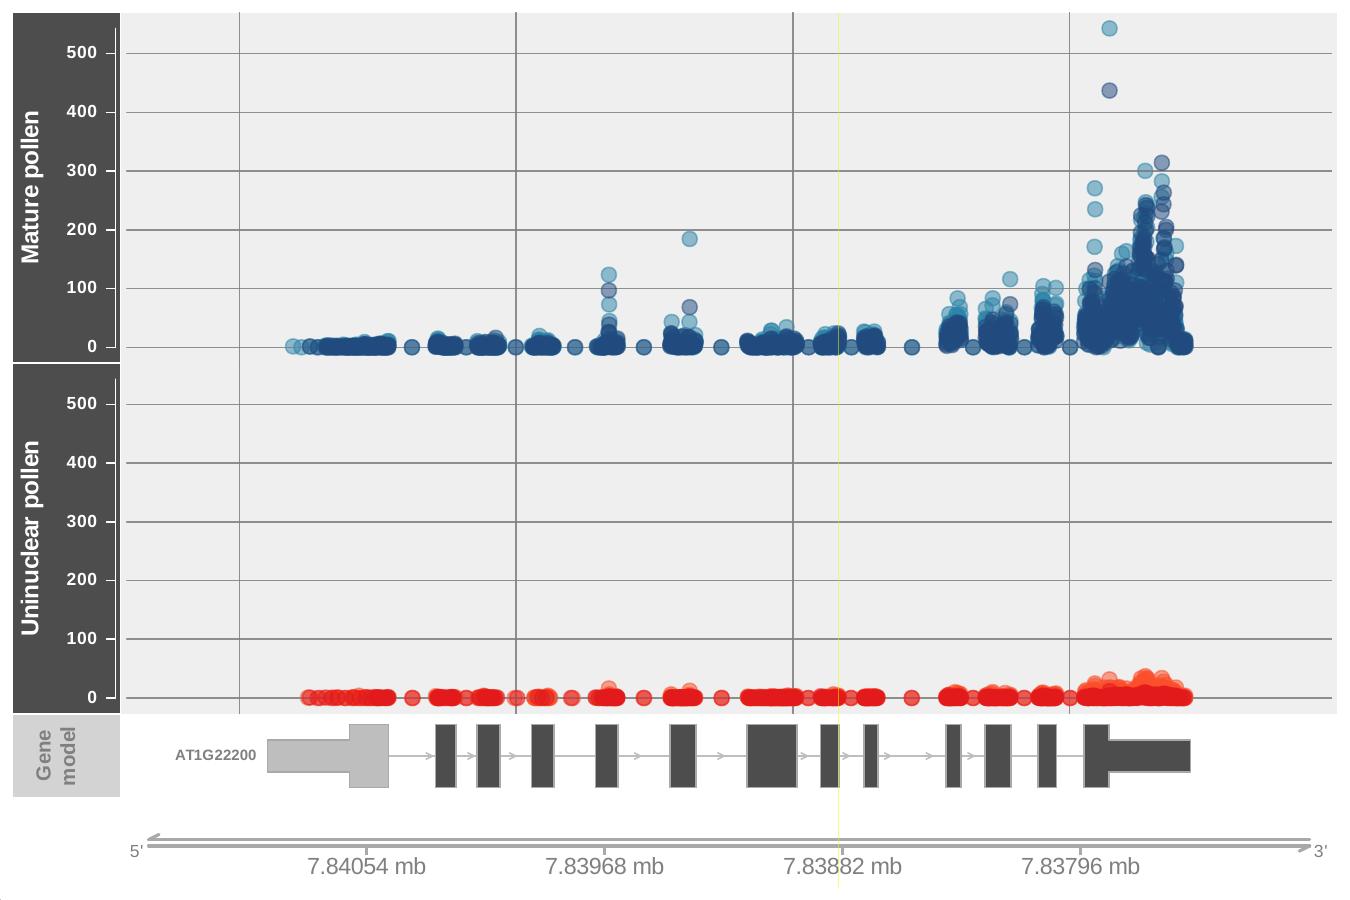 Mature pollen
500
400
300
200
100
0
Uninuclear pollen
500
400
300
200
100
0
Gene
model
AT1G22200
5'
3'
7.84054 mb
7.83968 mb
7.83882 mb
7.83796 mb